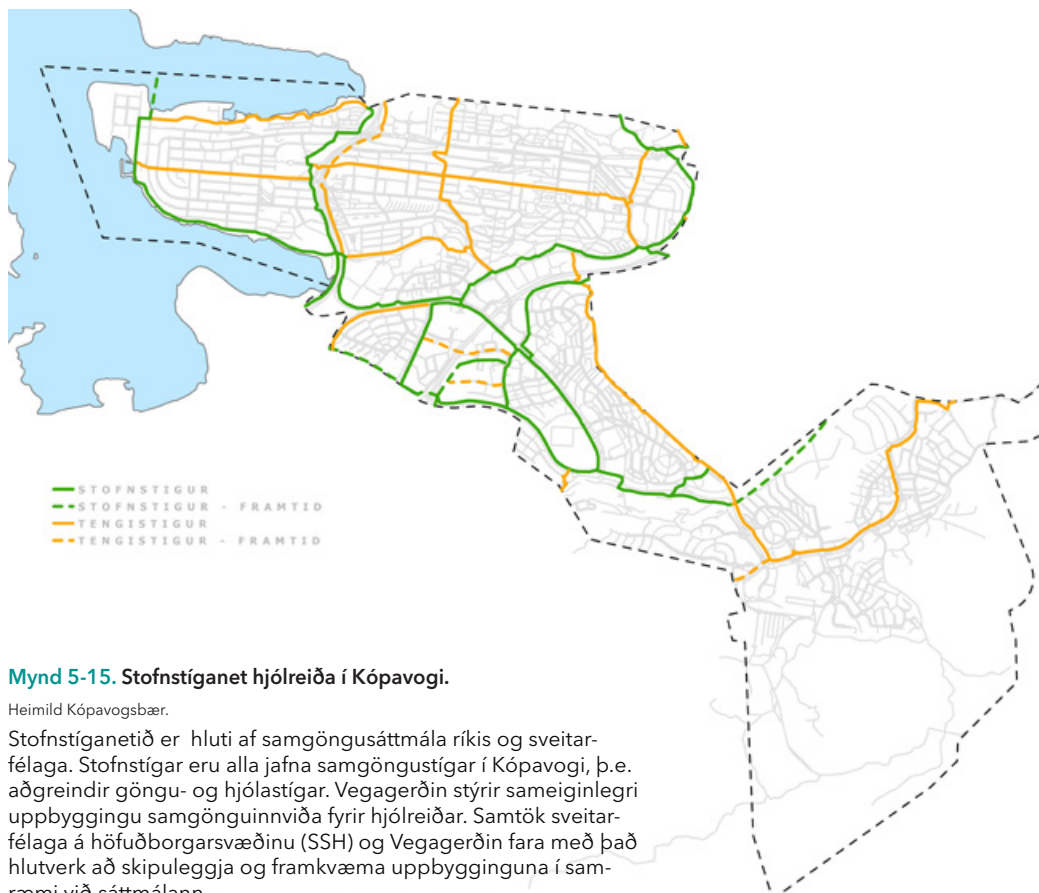 STOFNSTIGUR
STOFNSTIGUR - FRAMTID
TENGISTIGUR
TENGISTIGUR - FRAMTID
Mynd 5-15. Stofnstíganet hjólreiða í Kópavogi.
Heimild Kópavogsbær.
Stofnstíganetið er hluti af samgöngusáttmála ríkis og sveitar-
félaga. Stofnstígar eru alla jafna samgöngustígar í Kópavogi, þ.e.
aðgreindir göngu- og hjólastígar. Vegagerðin stýrir sameiginlegri
uppbyggingu samgönguinnviða fyrir hjólreiðar. Samtök sveitar-
félaga á höfuðborgarsvæðinu (SSH) og Vegagerðin fara með það
hlutverk að skipuleggja og framkvæma uppbygginguna í sam-
ræmi við sáttmálann.